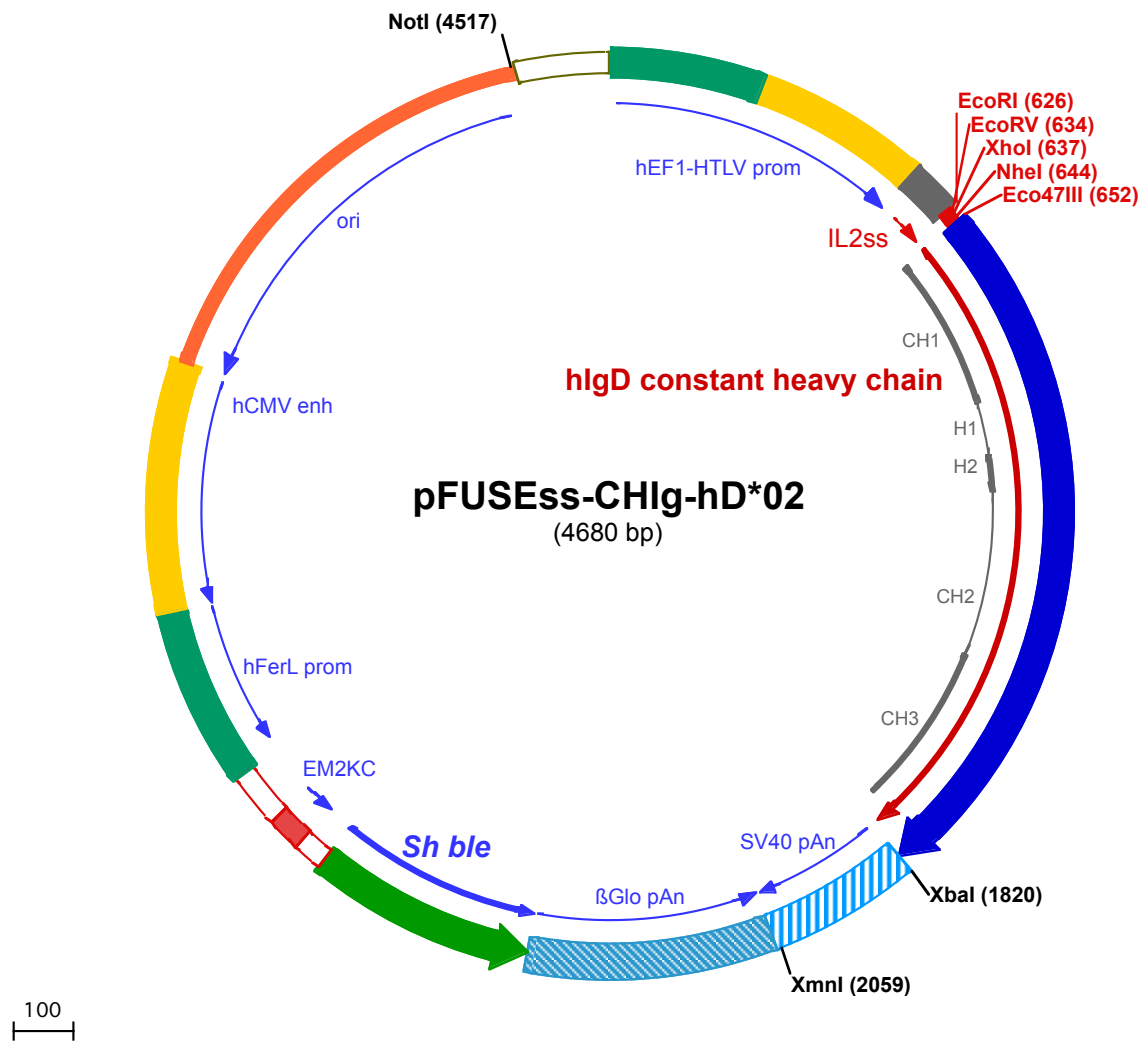 NotI (4517)
EcoRI (626)
EcoRV (634)
XhoI (637)
NheI (644)
Eco47III (652)
hEF1-HTLV prom
ori
IL2ss
CH1
hIgD constant heavy chain
hCMV enh
H1
H2
pFUSEss-CHIg-hD*02
(4680 bp)
CH2
hFerL prom
CH3
EM2KC
Sh ble
SV40 pAn
ßGlo pAn
XbaI (1820)
XmnI (2059)
100